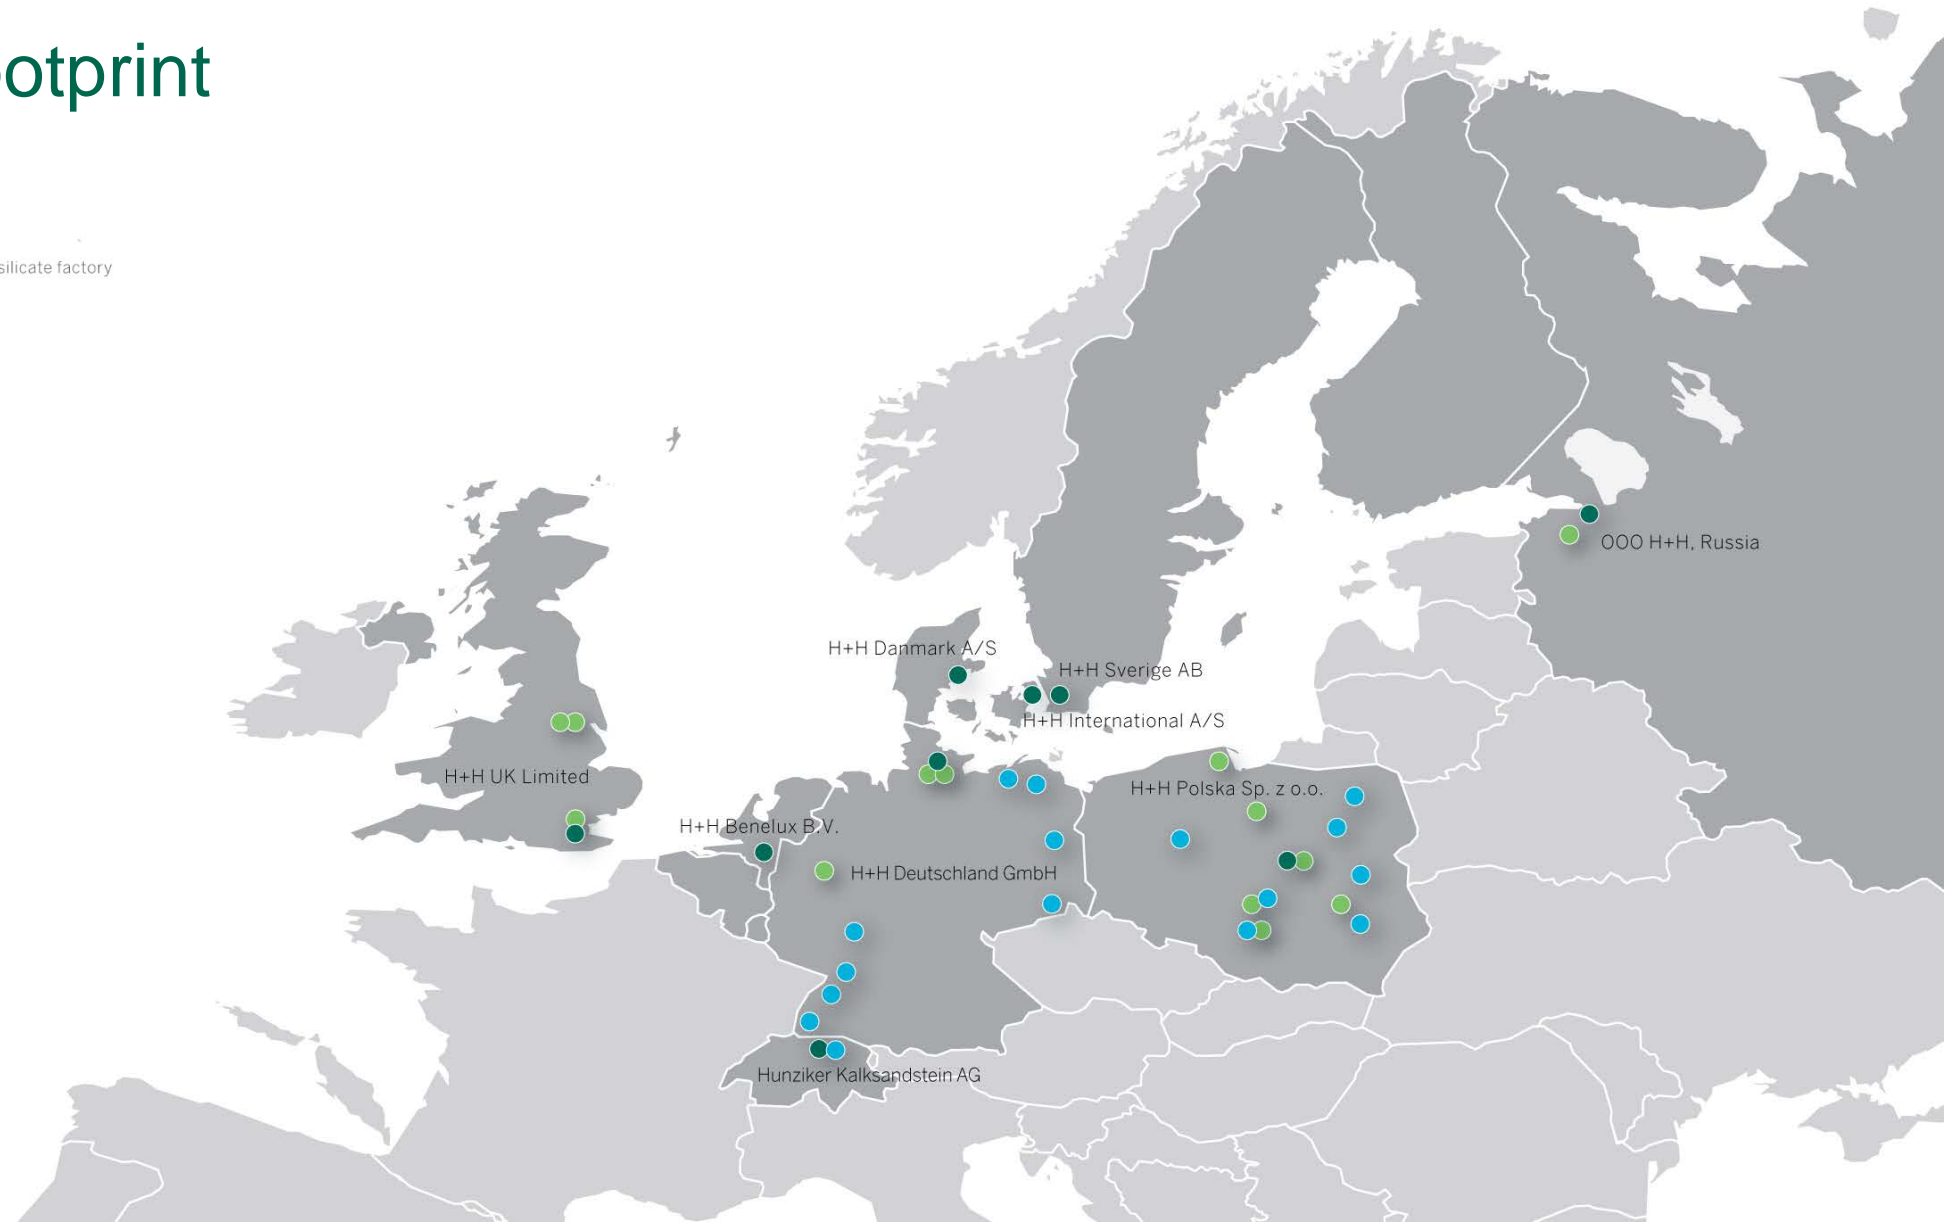 otprint
silicate factory
OOO H+H, Russia
H+H Danmark A/S
H+H Sverige AB
H+H International A/S
H+H UK Limited
H+H Polska Sp. z o.o.
H+H Benelux B.V.
H+H Deutschland GmbH
Hunziker Kalksandstein AG